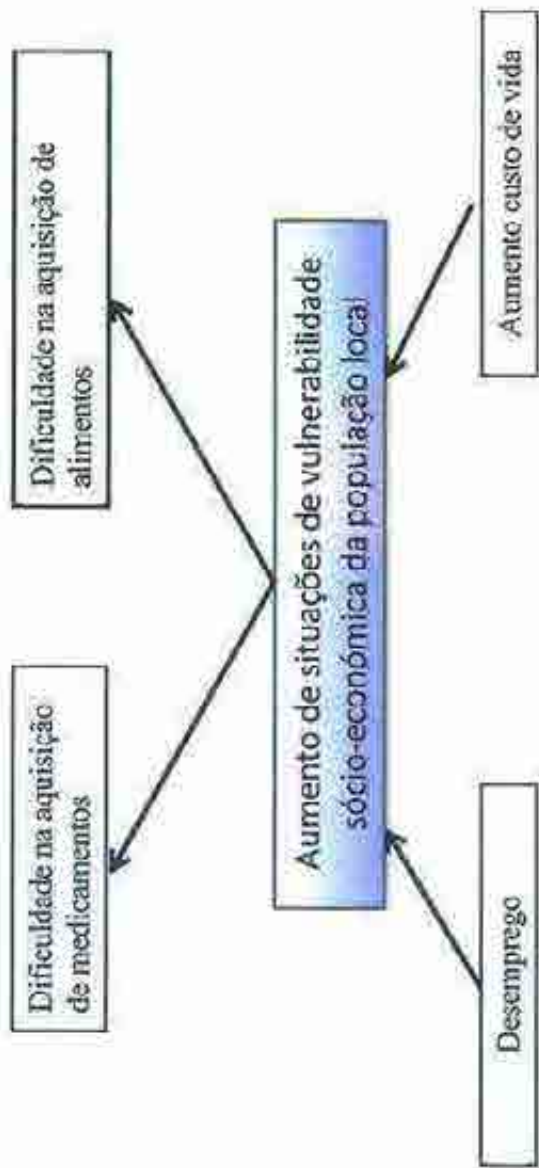 Dificuldade na aquisição
de medicamentos
Dificuldade na aquisição de
alimentos
Aumento de situações de vulnerabilidade
sócio-económica da população local
Desemprego
Aumento custo de vida